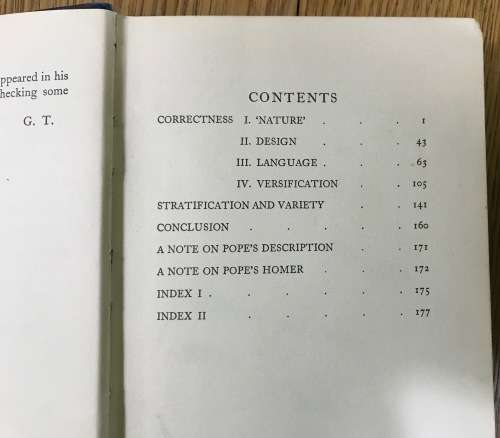 ppeared in his
hecking some
G. T.
CONTENTS
CORRECTNESS I. ‘NATURE’ . . . 1
II. DESIGN . . . 43
III. LANGUAGE . . . 63
IV. VERSIFICATION . . 105
STRATIFICATION AND VARIETY . . 141
CONCLUSION . . . . . 160
A NOTE ON POPE'S DESCRIPTION . . 171
A NOTE ON POPE'S HOMER . . . 172
INDEX I . . . . . . 175
INDEX II . . . . . 177